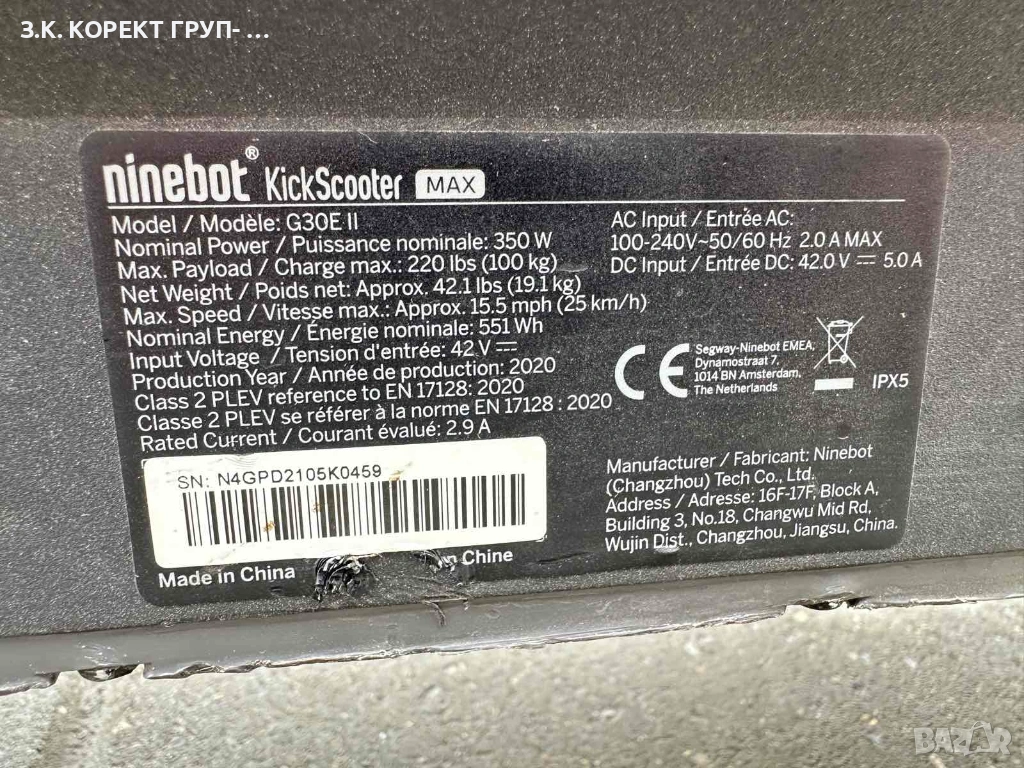 З.К. КОРЕКТ ГРУП- ...
ninebot® KickScooter MAX
Model / Modèle: G30E II
Nominal Power / Puissance nominale: 350 W
Max. Payload / Charge max.: 220 lbs (100 kg)
Net Weight / Poids net: Approx. 42.1 lbs (19.1 kg)
Max. Speed / Vitesse max.: Approx. 15.5 mph (25 km/h)
Nominal Energy / Énergie nominale: 551 Wh
Input Voltage / Tension d'entrée: 42 V ⎓
Production Year / Année de production: 2020
Class 2 PLEV reference to EN 17128: 2020
Classe 2 PLEV se référer à la norme EN 17128 : 2020
Rated Current / Courant évalué: 2.9 A
SN: N4GPD2105K0459
Made in China
n Chine
AC Input / Entrée AC:
100-240V~50/60 Hz 2.0 A MAX
DC Input / Entrée DC: 42.0 V ⎓ 5.0 A
CE
Segway-Ninebot EMEA,
Dynamostraat 7,
1014 BN Amsterdam,
The Netherlands
IPX5
Manufacturer / Fabricant: Ninebot
(Changzhou) Tech Co., Ltd.
Address / Adresse: 16F-17F, Block A,
Building 3, No.18, Changwu Mid Rd,
Wujin Dist., Changzhou, Jiangsu, China.
BAZAR